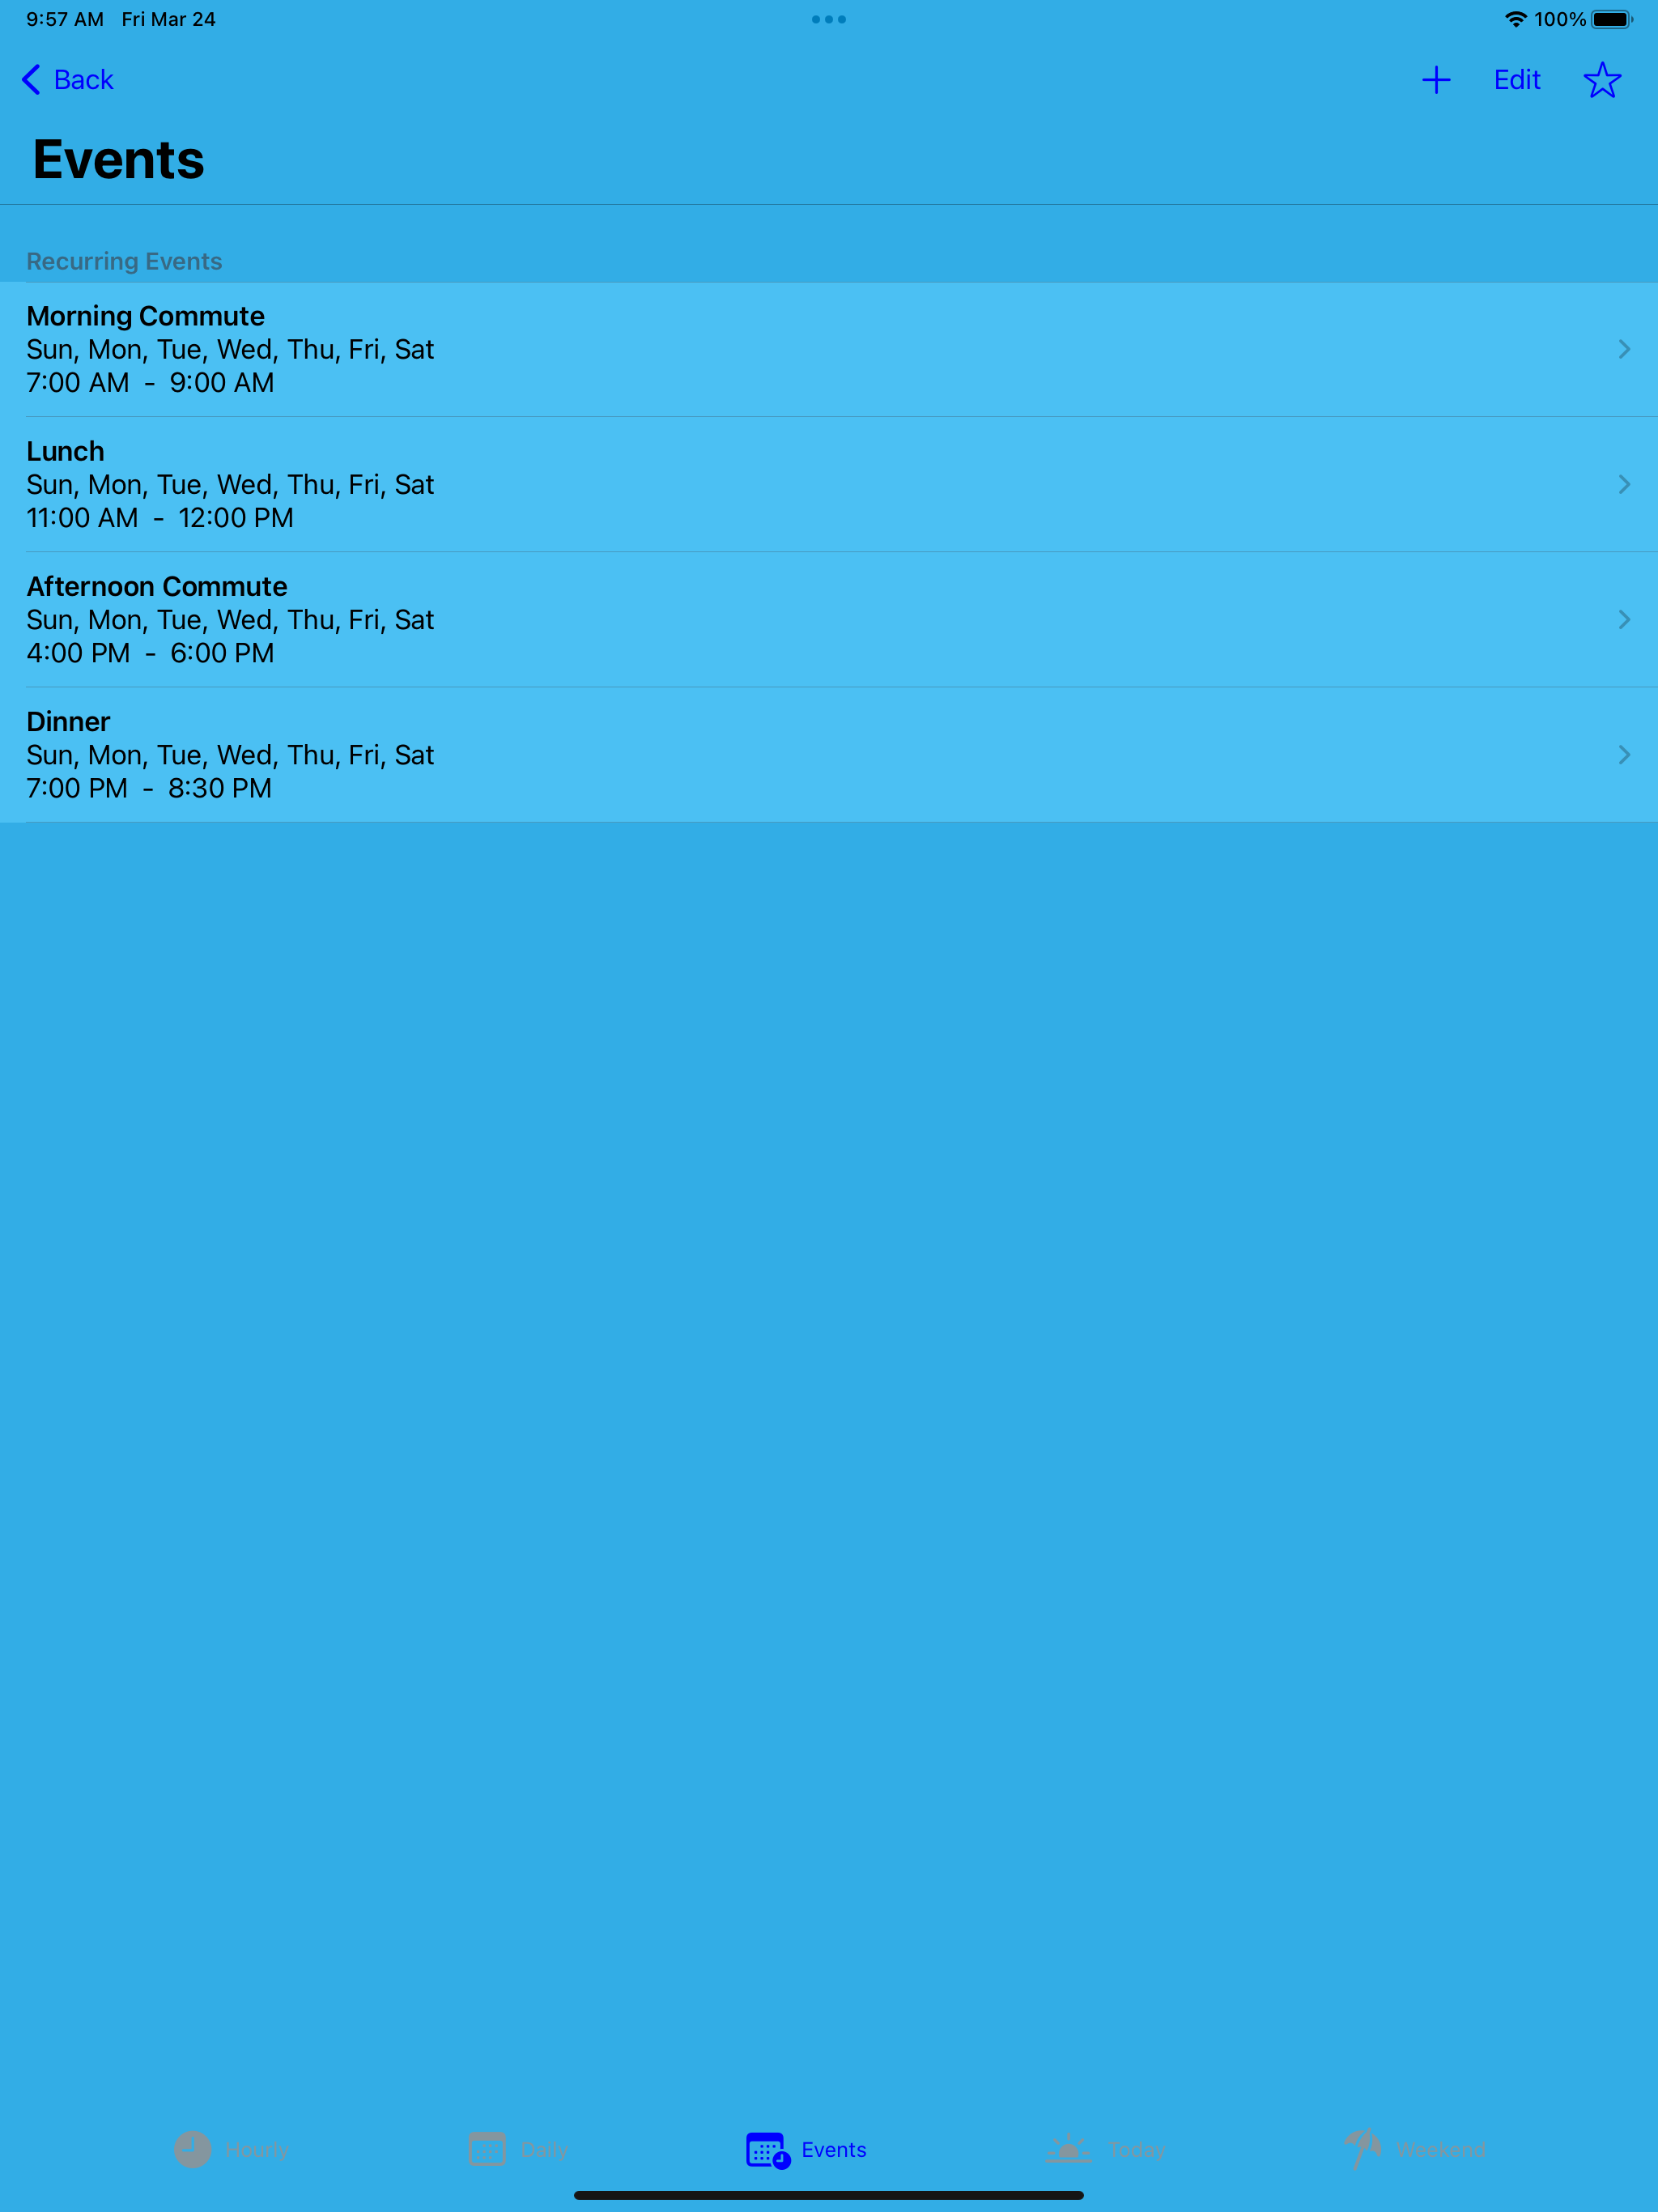 9:57 AM Fri Mar 24
100%
Back
Edit
Events
Recurring Events
Morning Commute
Sun, Mon, Tue, Wed, Thu, Fri, Sat
7:00 AM - 9:00 AM
Lunch
Sun, Mon, Tue, Wed, Thu, Fri, Sat
11:00 AM - 12:00 PM
Afternoon Commute
Sun, Mon, Tue, Wed, Thu, Fri, Sat
4:00 PM - 6:00 PM
Dinner
Sun, Mon, Tue, Wed, Thu, Fri, Sat
7:00 PM - 8:30 PM
Hourly
Daily
Events
Today
Weekend